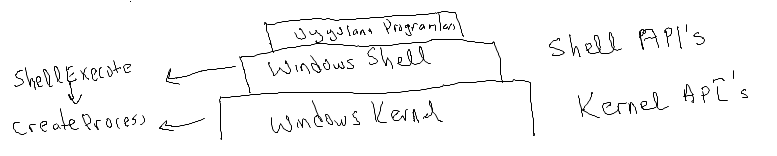 Uygulama Programları
Windows Shell
Shell API's
ShellExecute
CreateProcess
Windows Kernel
Kernel API's